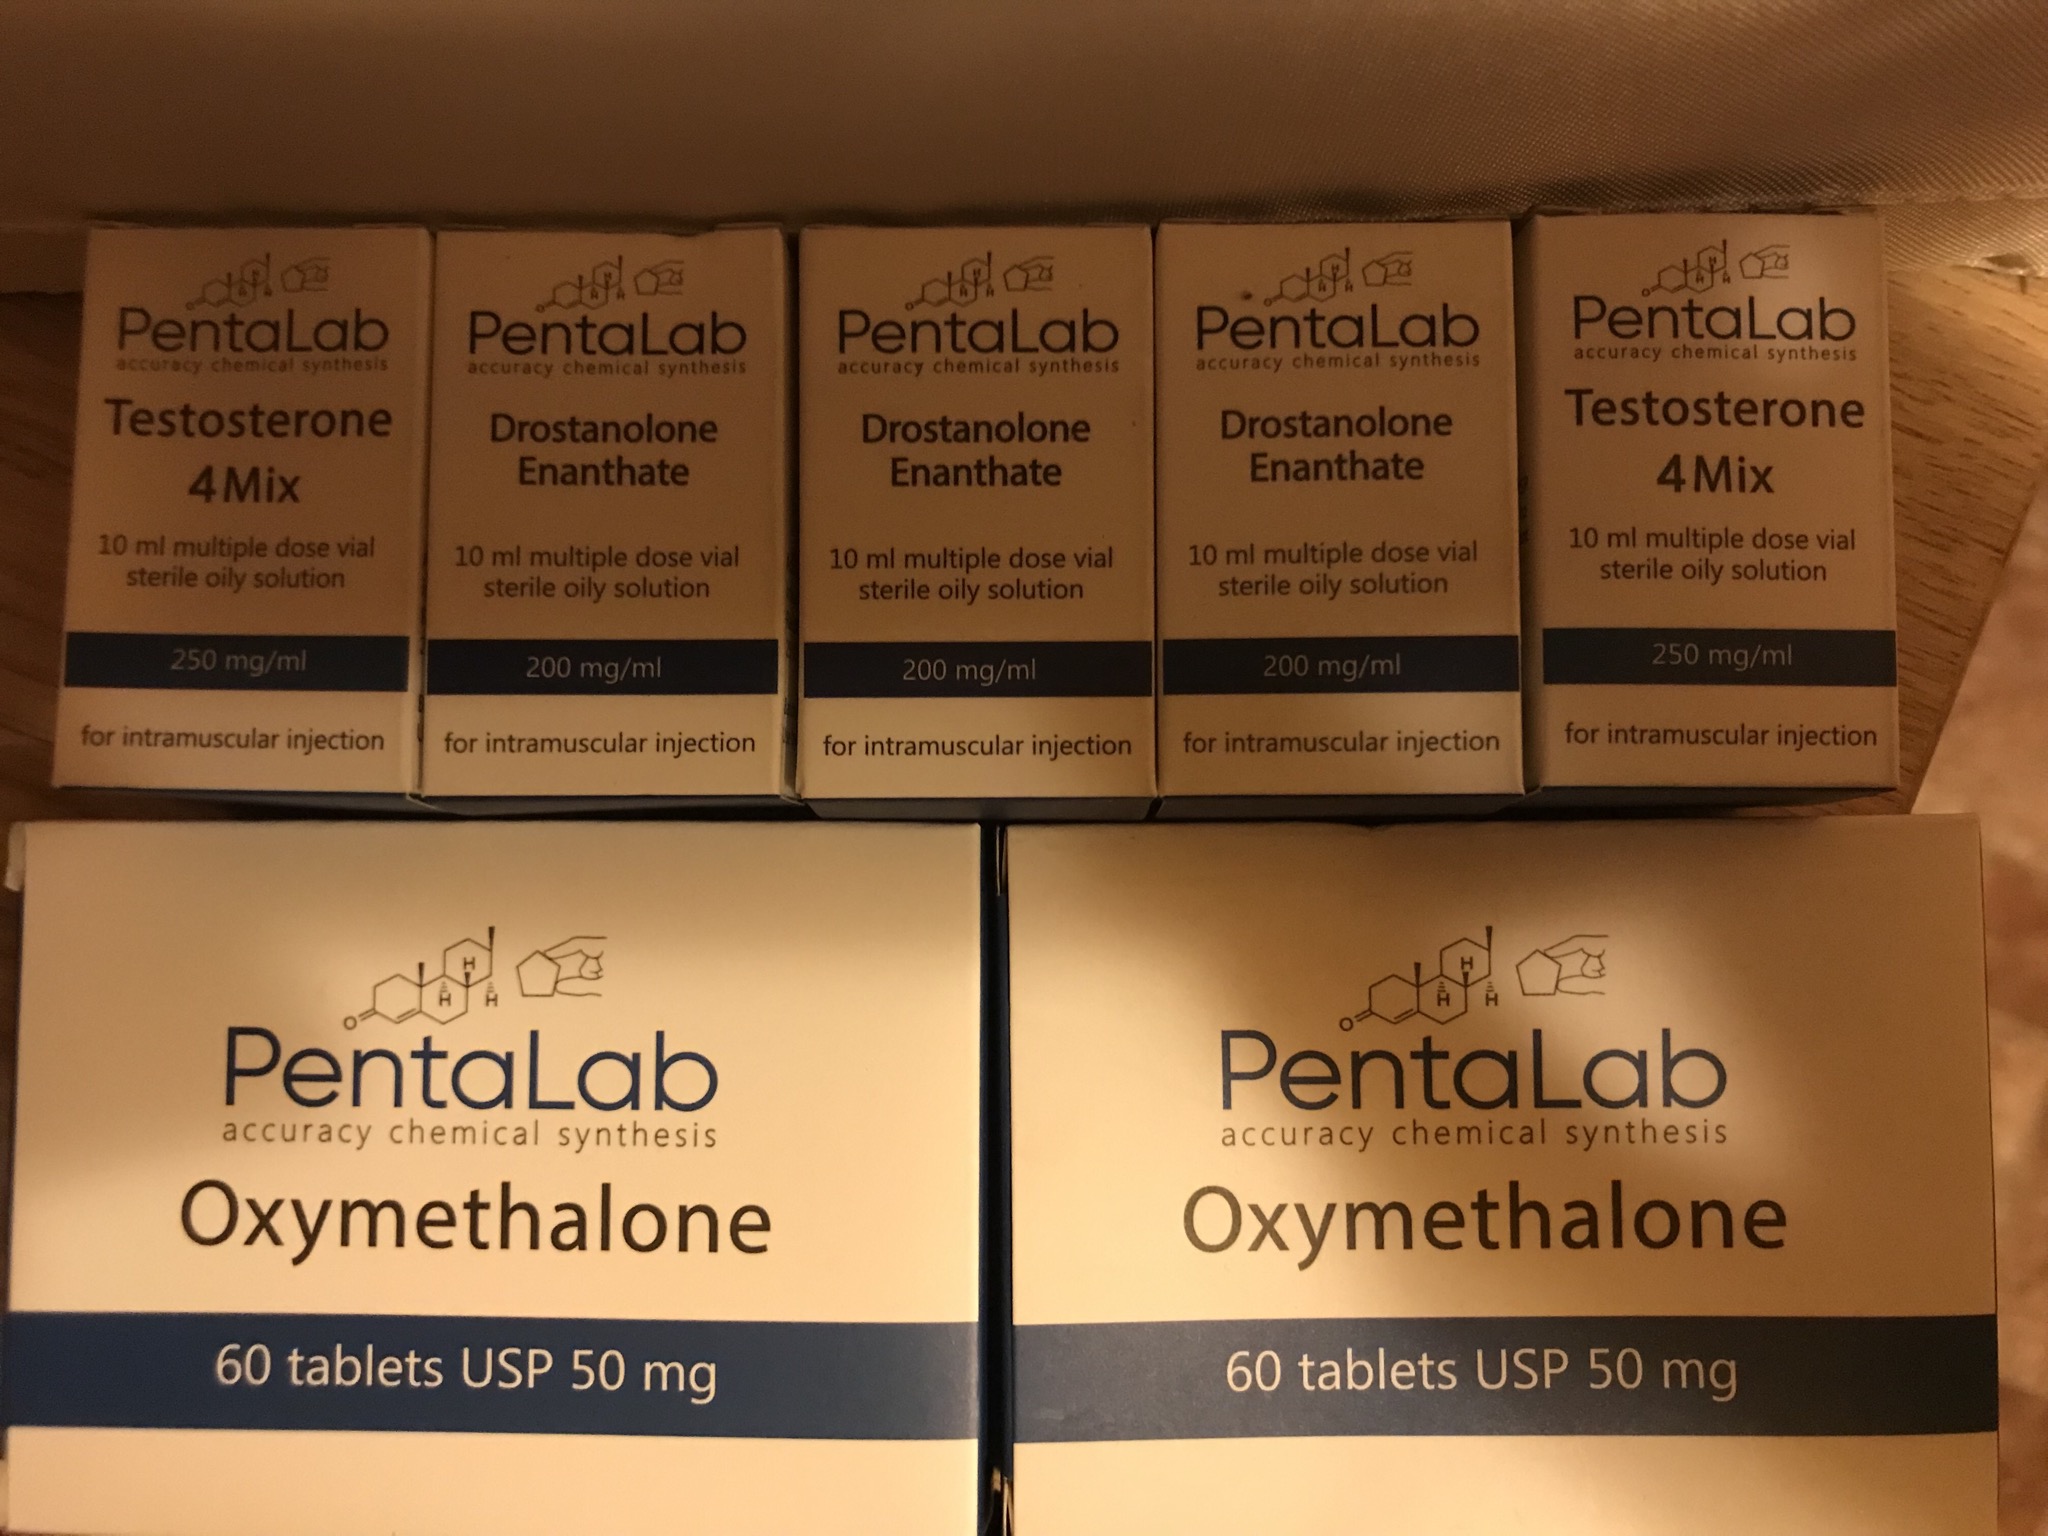 PentaLab
accuracy chemical synthesis
Testosterone
4Mix
10 ml multiple dose vial
sterile oily solution
250 mg/ml
for intramuscular injection
PentaLab
accuracy chemical synthesis
Drostanolone
Enanthate
10 ml multiple dose vial
sterile oily solution
200 mg/ml
for intramuscular injection
PentaLab
accuracy chemical synthesis
Drostanolone
Enanthate
10 ml multiple dose vial
sterile oily solution
200 mg/ml
for intramuscular injection
PentaLab
accuracy chemical synthesis
Drostanolone
Enanthate
10 ml multiple dose vial
sterile oily solution
200 mg/ml
for intramuscular injection
PentaLab
accuracy chemical synthesis
Testosterone
4Mix
10 ml multiple dose vial
sterile oily solution
250 mg/ml
for intramuscular injection
H
H
H
O
PentaLab
accuracy chemical synthesis
Oxymethalone
60 tablets USP 50 mg
H
H
H
O
PentaLab
accuracy chemical synthesis
Oxymethalone
60 tablets USP 50 mg